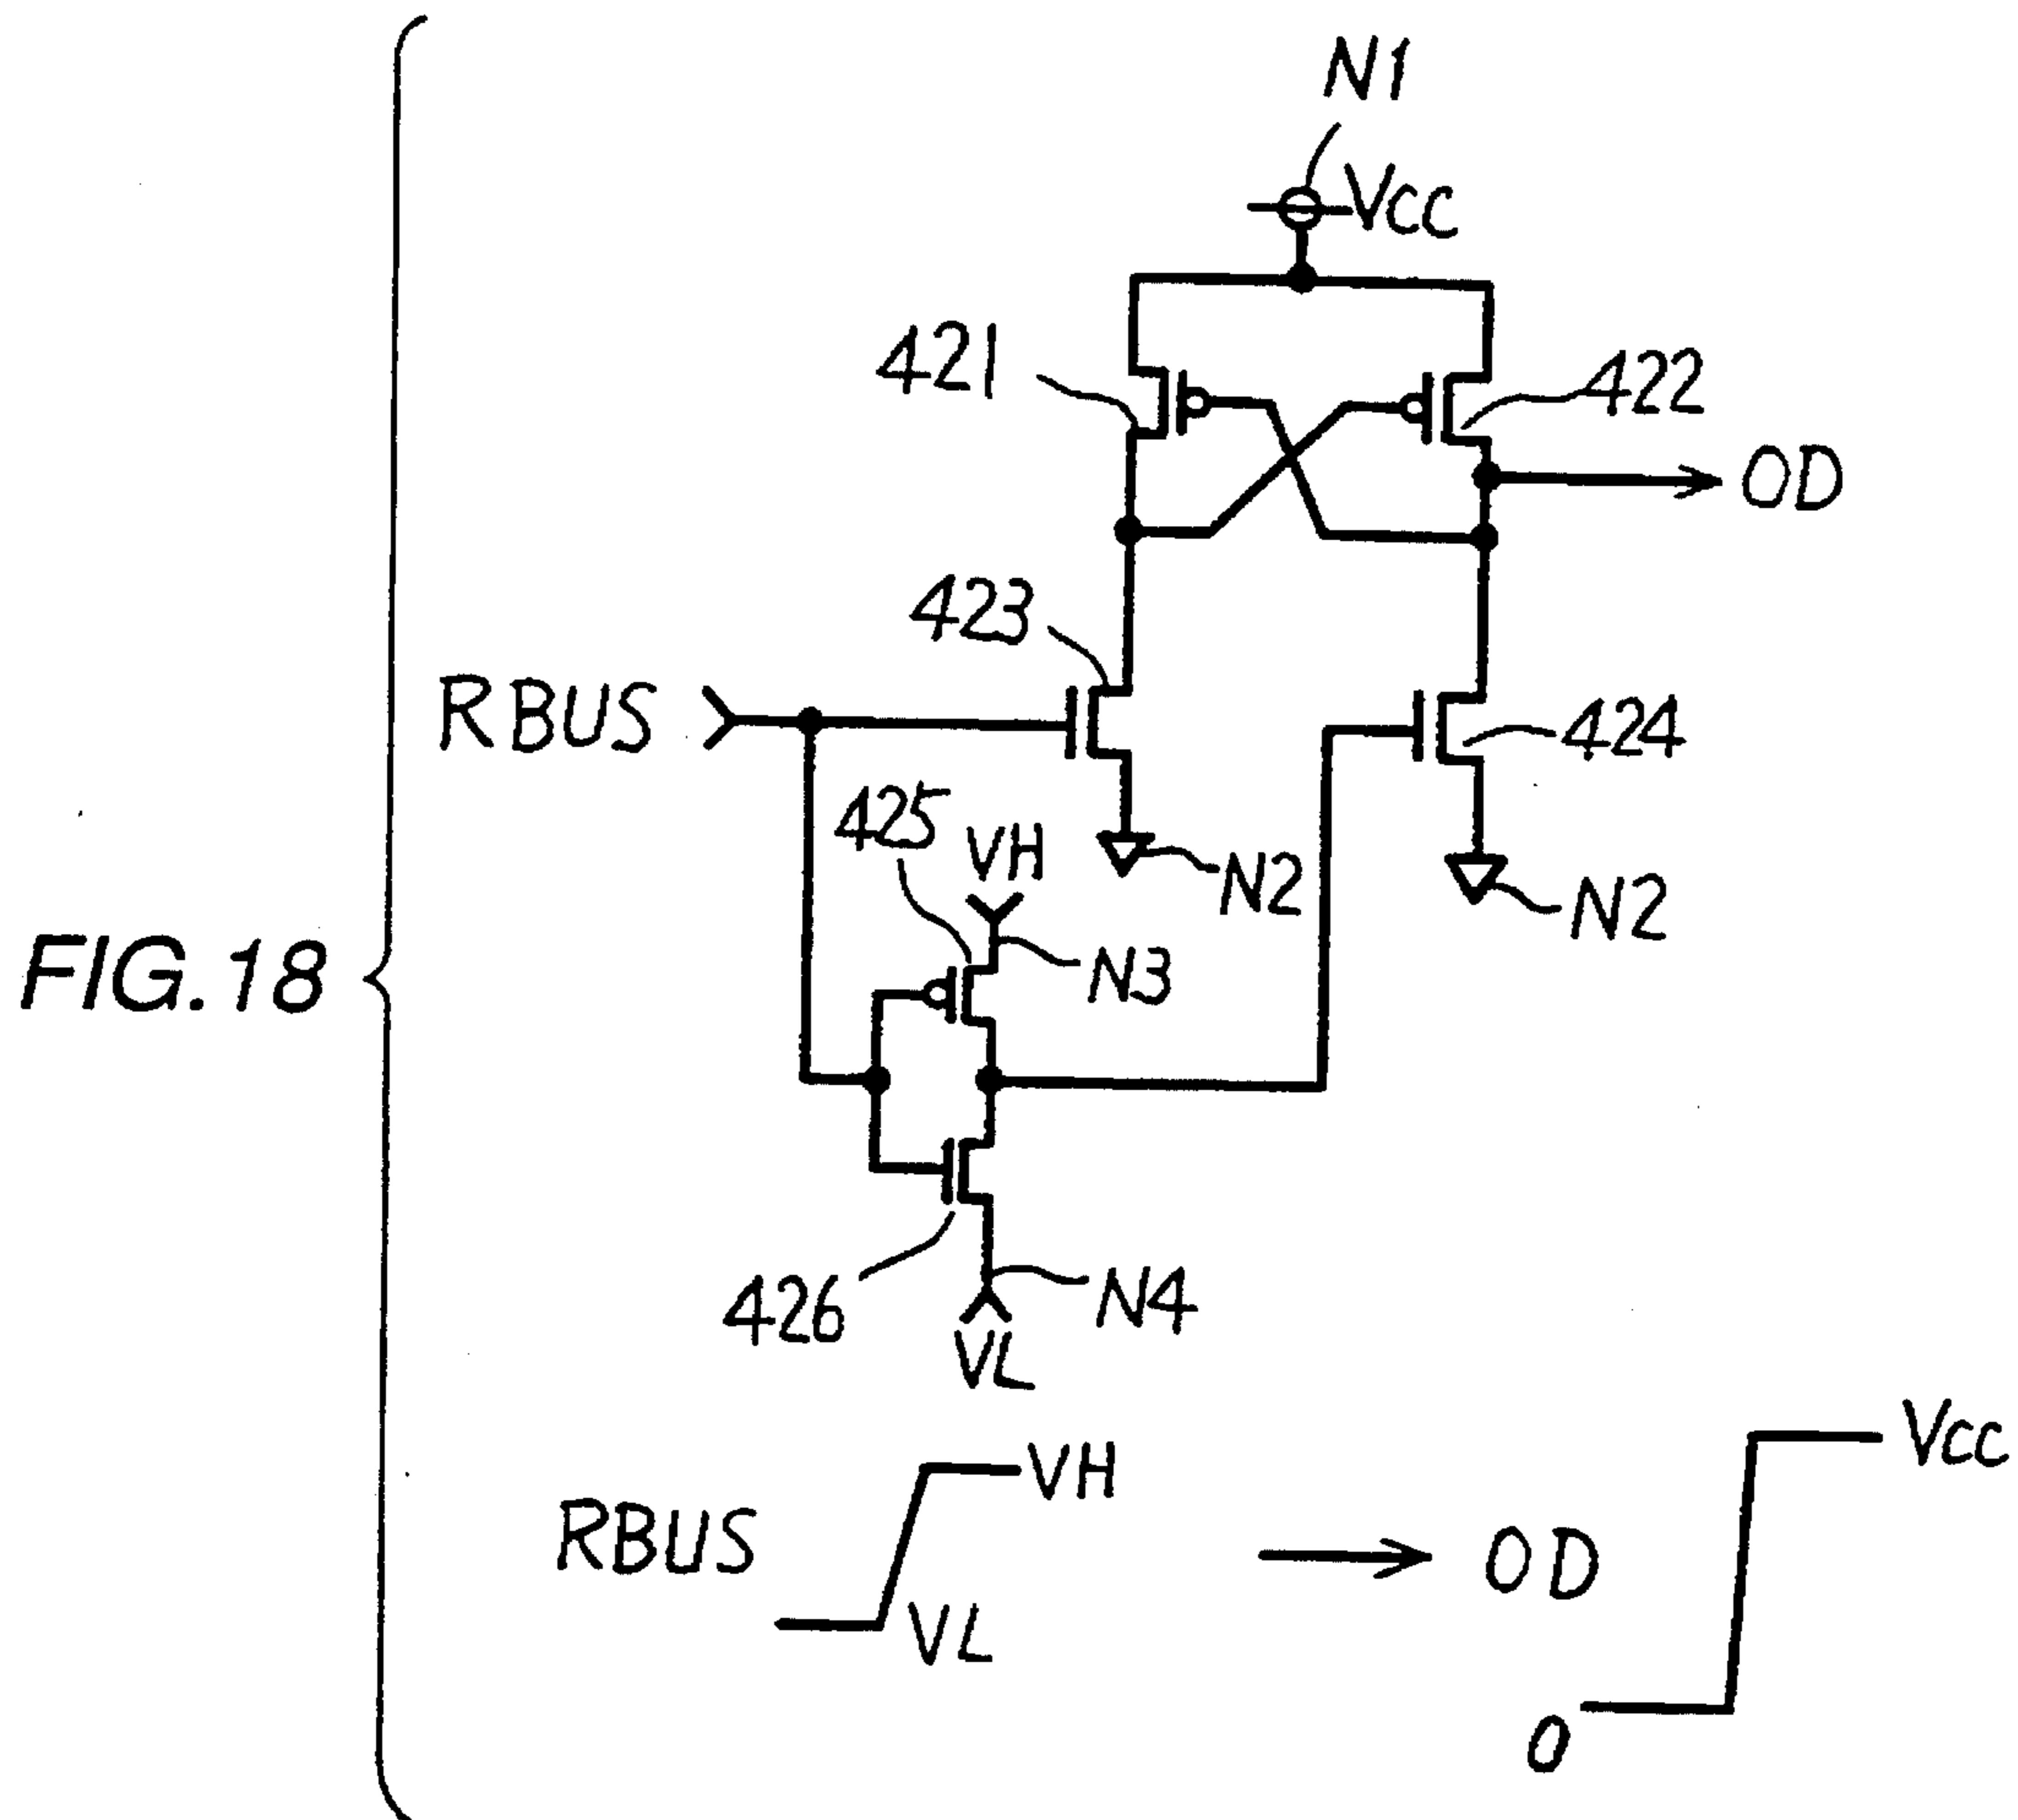 N1
Vcc
421
422
OD
423
RBUS
424
425
VH
N2
N2
FIG.18
N3
426
N4
VL
Vcc
VH
RBUS
OD
VL
0